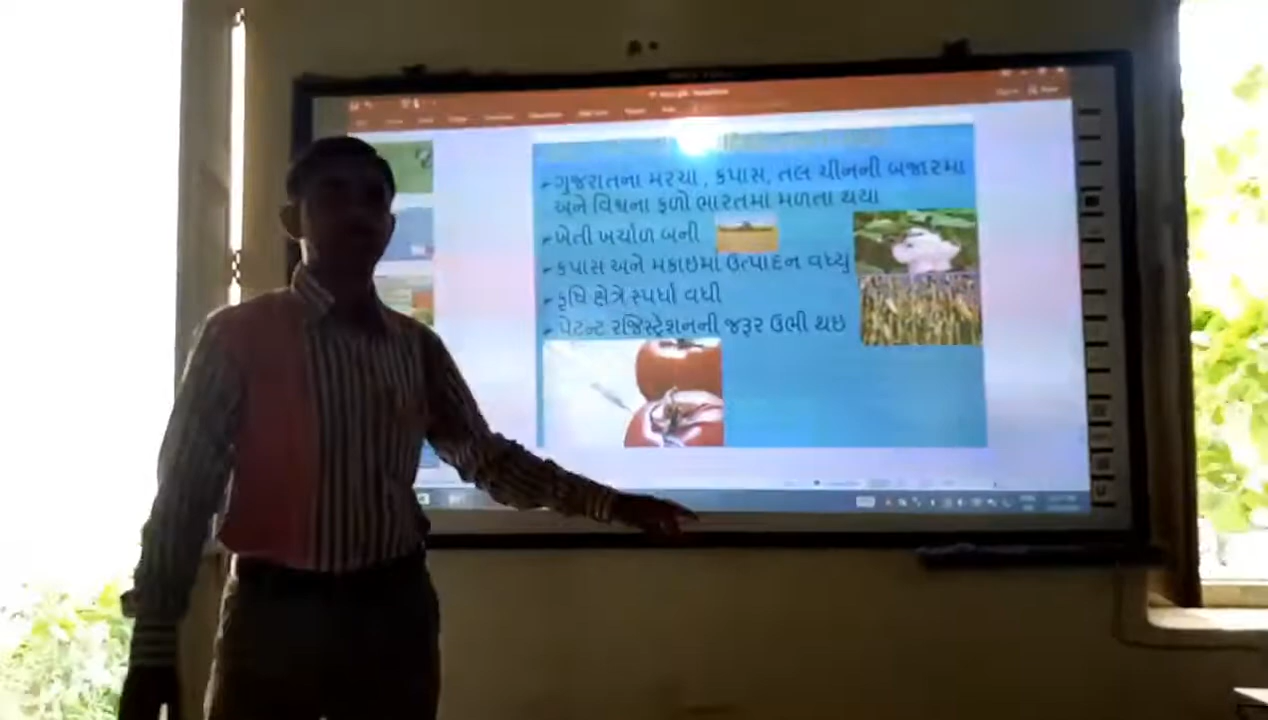 ગુજરાતના મરચા , કપાસ, તલ ચીનની બજારમા
અને વિશ્વના ફળો ભારતમાં મળતા થયા
ખેતી ખર્ચાળ બની
કપાસ અને મકાઇમાં ઉત્પાદન વધ્યું
કૃષિ ક્ષેત્રે સ્પર્ધા વધી
પેટન્ટ રજિસ્ટ્રેશનની જરૂર ઉભી થઇ